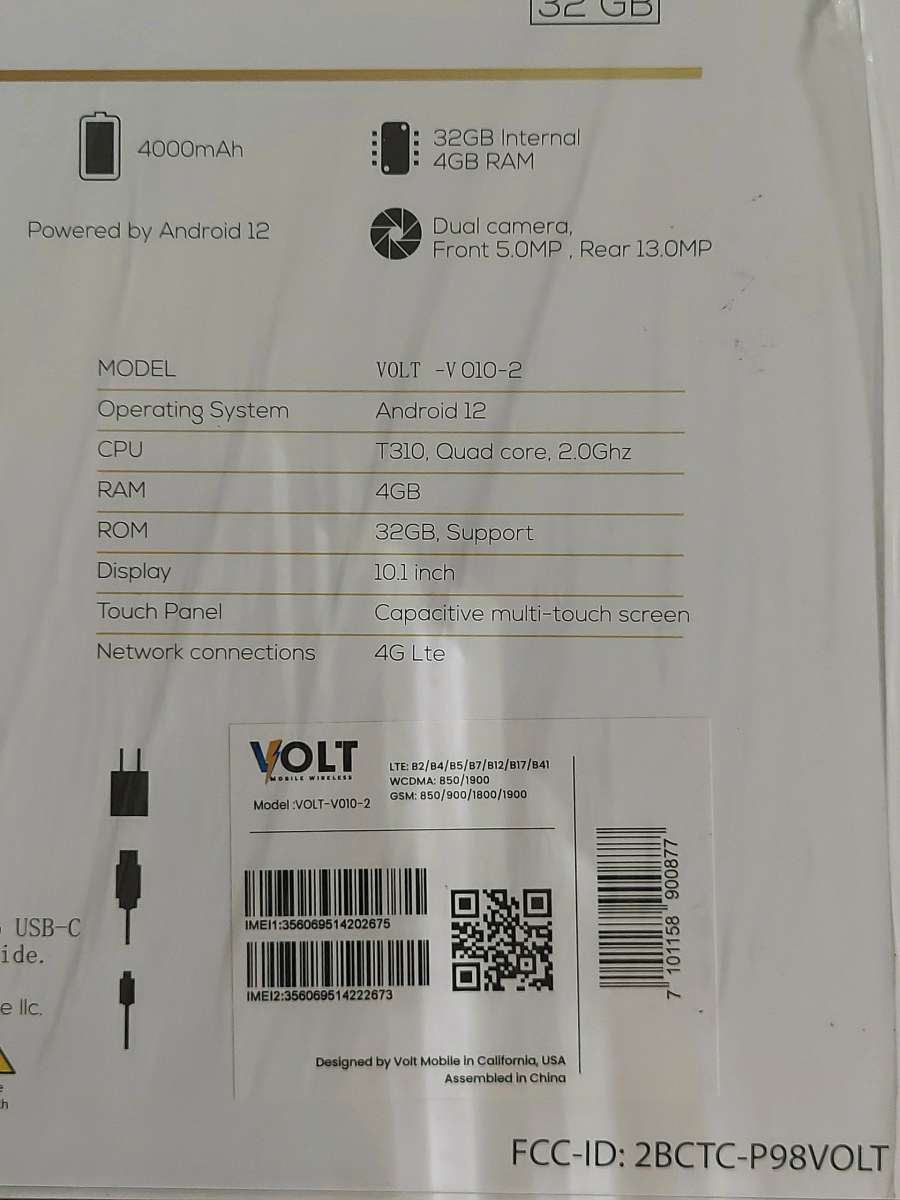 32 GB
4000mAh
32GB Internal
4GB RAM
Powered by Android 12
Dual camera,
Front 5.0MP , Rear 13.0MP
MODEL VOLT -V010-2
Operating System Android 12
CPU T310, Quad core, 2.0Ghz
RAM 4GB
ROM 32GB, Support
Display 10.1 inch
Touch Panel Capacitive multi-touch screen
Network connections 4G Lte
VOLT
MOBILE WIRELESS
Model :VOLT-V010-2
LTE: B2/B4/B5/B7/B12/B17/B41
WCDMA: 850/1900
GSM: 850/900/1800/1900
IMEI1:356069514202675
IMEI2:356069514222673
7 101158 900877
USB-C
ide.
e llc.
Designed by Volt Mobile in California, USA
Assembled in China
FCC-ID: 2BCTC-P98VOLT